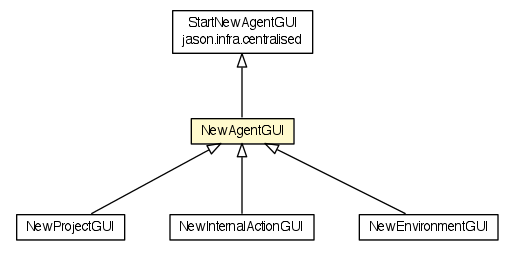 StartNewAgentGUI
jason.infra.centralised
NewAgentGUI
NewProjectGUI
NewInternalActionGUI
NewEnvironmentGUI